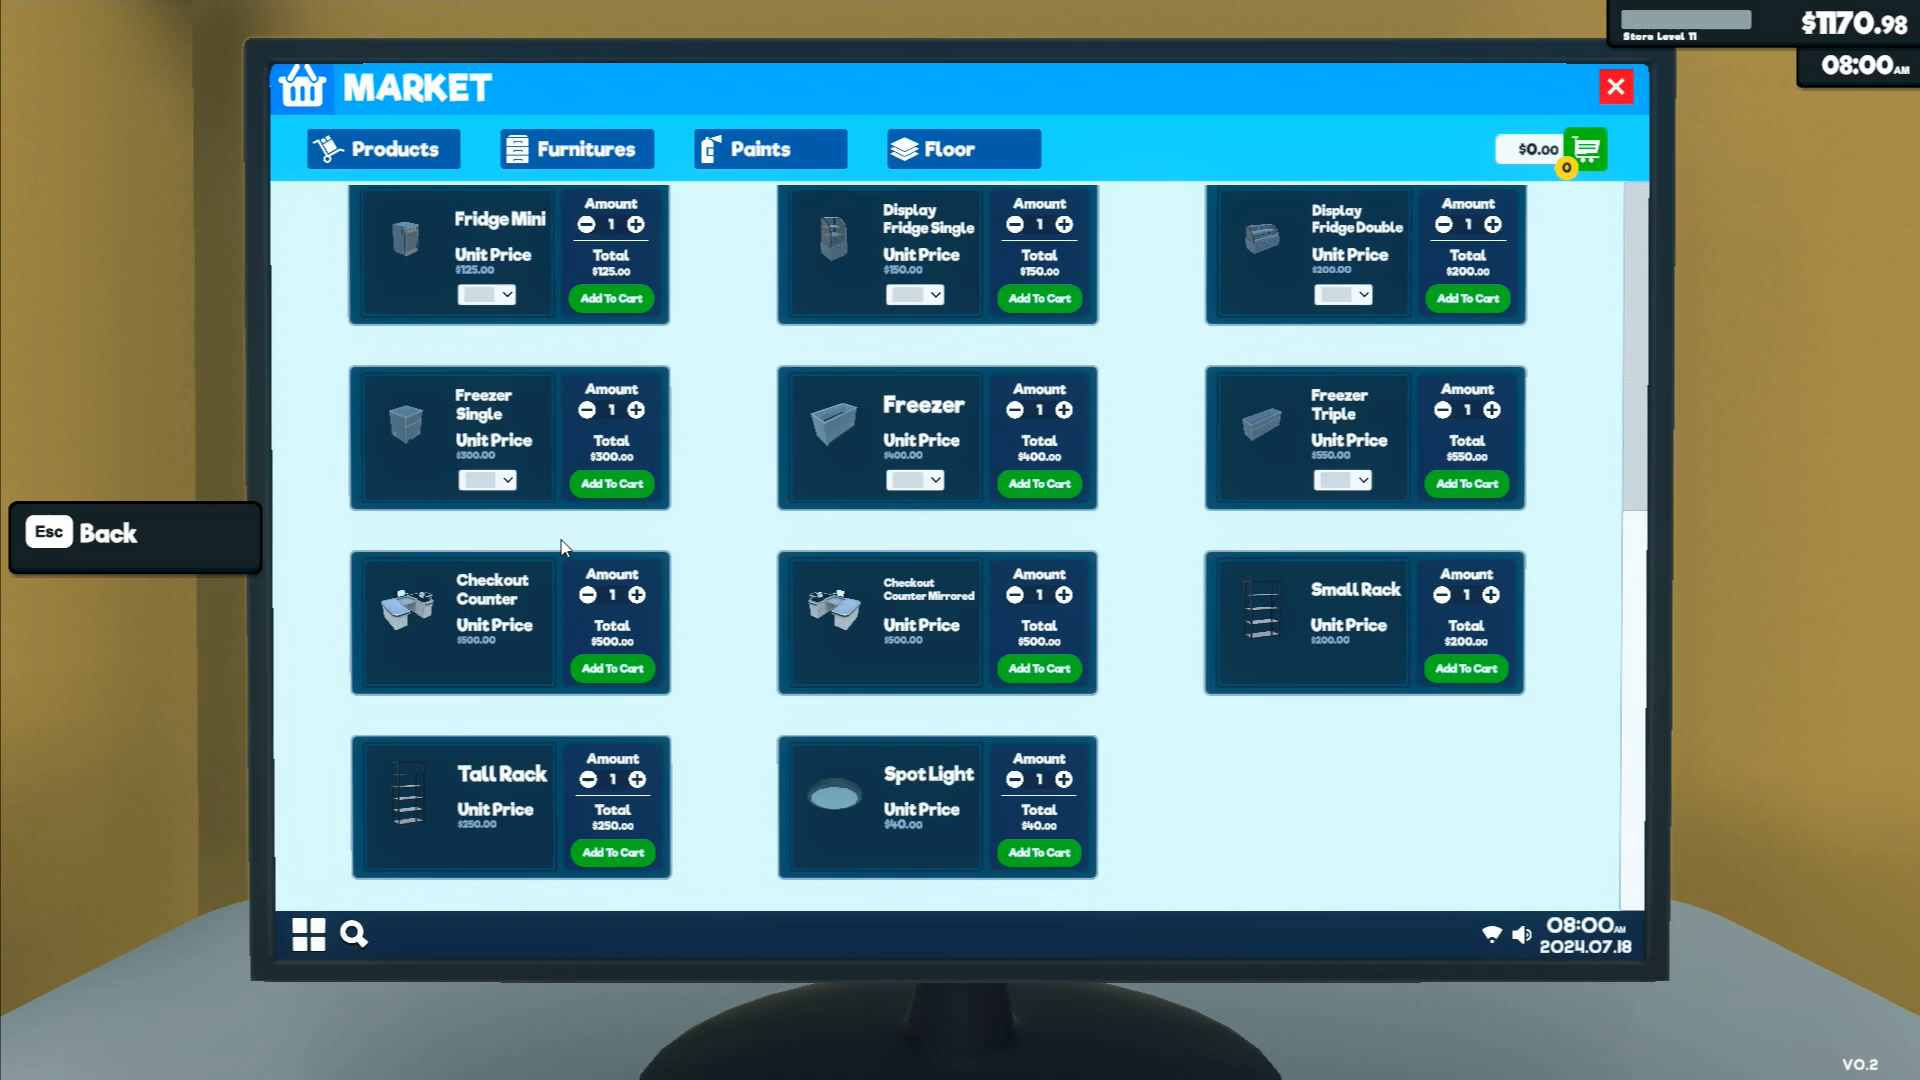 Store Level 11
$1170.98
08:00AM
MARKET
Products
Furnitures
Paints
Floor
$0.00
0
Fridge Mini
Unit Price
$125.00
Amount
1
Total
$125.00
Add To Cart
Display
Fridge Single
Unit Price
$150.00
Amount
1
Total
$150.00
Add To Cart
Display
Fridge Double
Unit Price
$200.00
Amount
1
Total
$200.00
Add To Cart
Freezer
Single
Unit Price
$300.00
Amount
1
Total
$300.00
Add To Cart
Freezer
Unit Price
$400.00
Amount
1
Total
$400.00
Add To Cart
Freezer
Triple
Unit Price
$550.00
Amount
1
Total
$550.00
Add To Cart
Esc Back
Checkout
Counter
Unit Price
$500.00
Amount
1
Total
$500.00
Add To Cart
Checkout
Counter Mirrored
Unit Price
$500.00
Amount
1
Total
$500.00
Add To Cart
Small Rack
Unit Price
$200.00
Amount
1
Total
$200.00
Add To Cart
Tall Rack
Unit Price
$250.00
Amount
1
Total
$250.00
Add To Cart
Spot Light
Unit Price
$40.00
Amount
1
Total
$40.00
Add To Cart
08:00AM
2024.07.18
V0.2